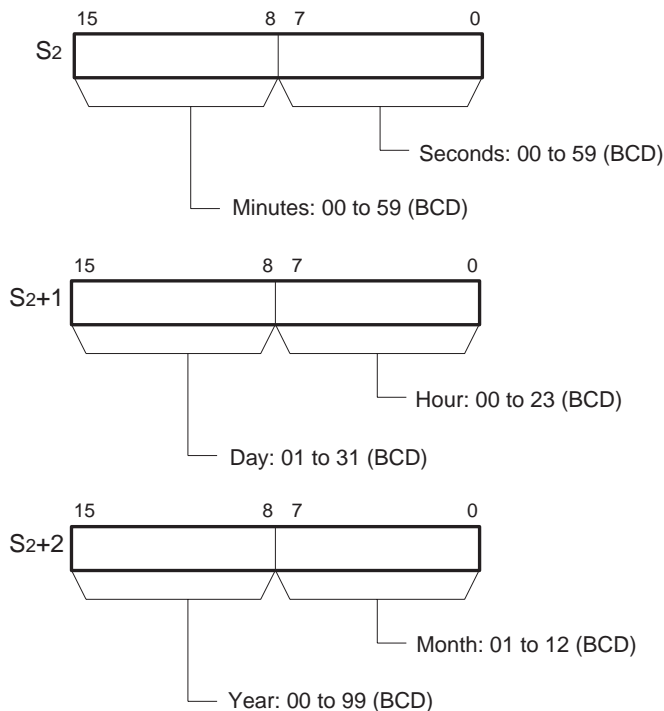 15 8 7 0
S2
Seconds: 00 to 59 (BCD)
Minutes: 00 to 59 (BCD)
15 8 7 0
S2+1
Hour: 00 to 23 (BCD)
Day: 01 to 31 (BCD)
15 8 7 0
S2+2
Month: 01 to 12 (BCD)
Year: 00 to 99 (BCD)